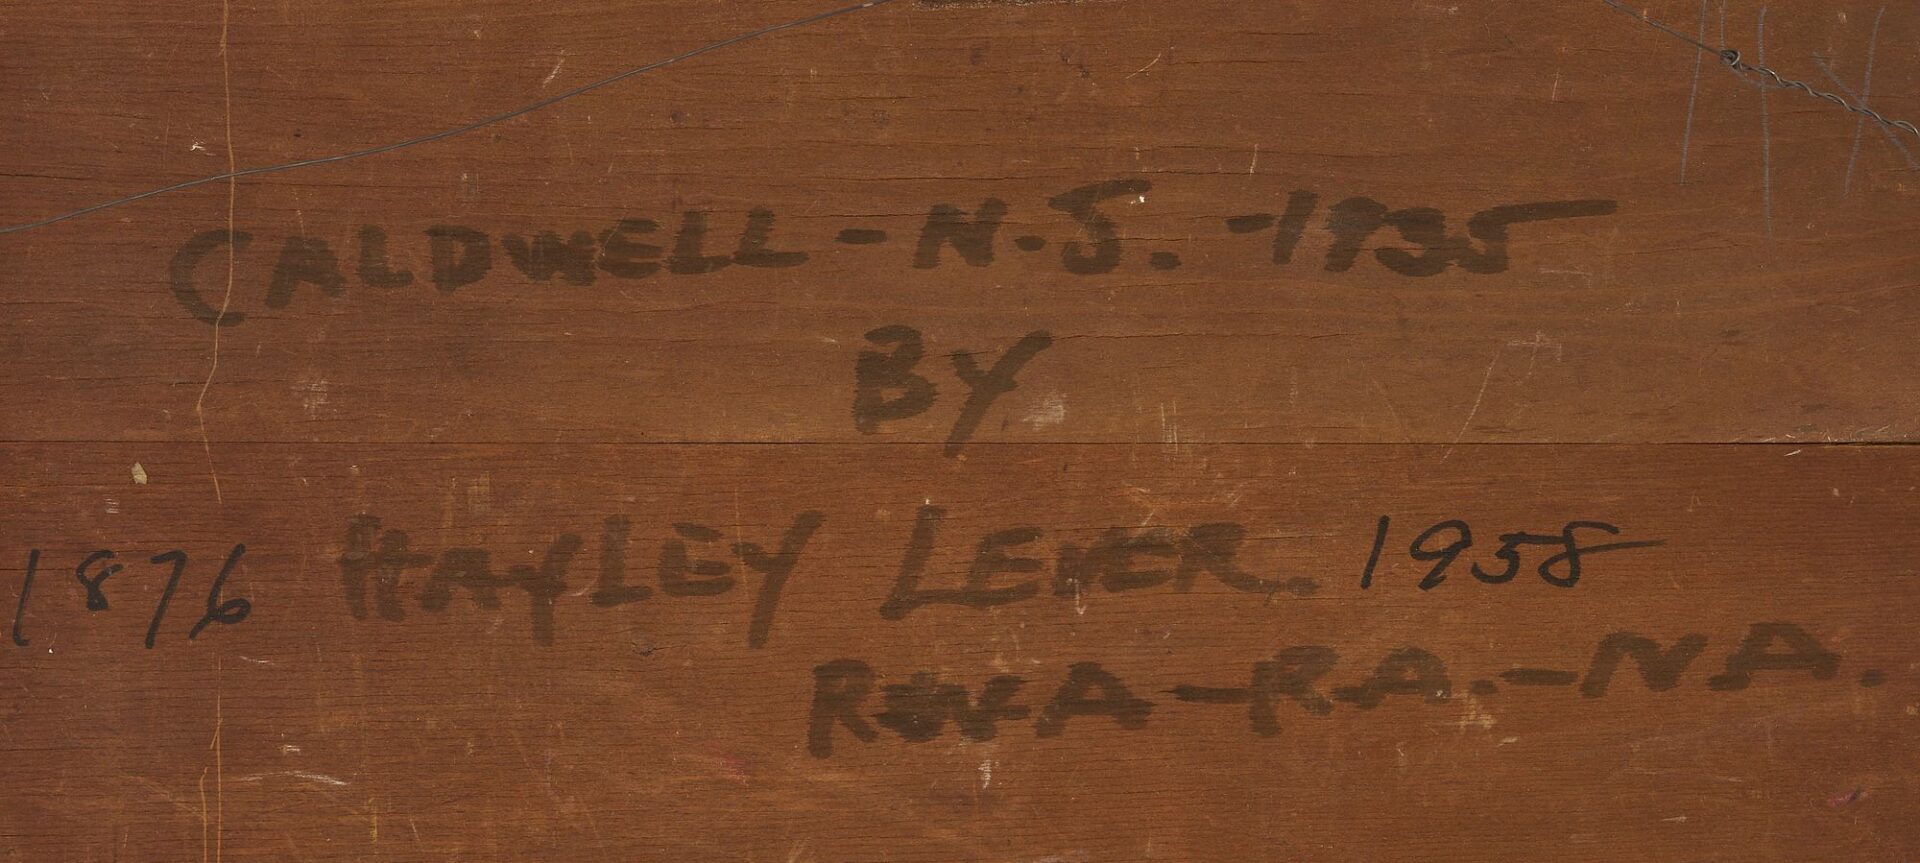 CALDWELL - N.J. - 1935
BY
1876 HAYLEY LEVER. 1958
RWA - RA. - NA.